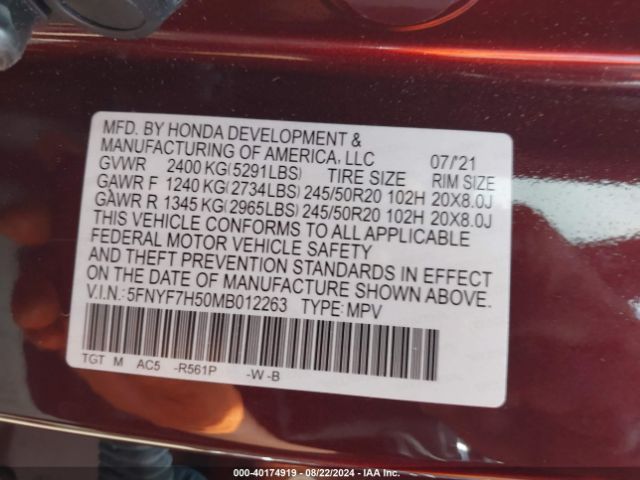 MFD. BY HONDA DEVELOPMENT &
MANUFACTURING OF AMERICA, LLC 07/'21
GVWR 2400 KG(5291LBS) TIRE SIZE RIM SIZE
GAWR F 1240 KG(2734LBS) 245/50R20 102H 20X8.0J
GAWR R 1345 KG(2965LBS) 245/50R20 102H 20X8.0J
THIS VEHICLE CONFORMS TO ALL APPLICABLE
FEDERAL MOTOR VEHICLE SAFETY
AND THEFT PREVENTION STANDARDS IN EFFECT
ON THE DATE OF MANUFACTURE SHOWN ABOVE.
V.I.N.: 5FNYF7H50MB012263 TYPE: MPV
TGT M AC5 -R561P -W -B
000-40174919 - 08/22/2024 - IAA Inc.